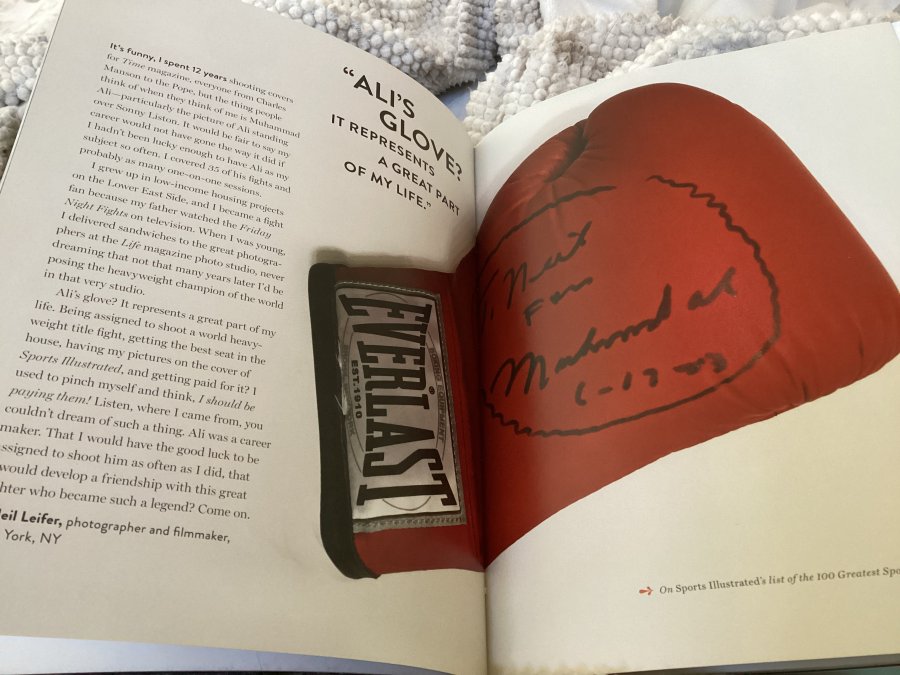 It's funny, I spent 12 years shooting covers
for Time magazine, everyone from Charles
Manson to the Pope, but the thing people
think of when they think of me is Muhammad
Ali—particularly the picture of Ali standing
over Sonny Liston. It would be fair to say my
career would not have gone the way it did if
I hadn't been lucky enough to have Ali as my
subject so often. I covered 35 of his fights and
probably as many one-on-one sessions.
I grew up in low-income housing projects
on the Lower East Side, and I became a fight
fan because my father watched the Friday
Night Fights on television. When I was young,
I delivered sandwiches to the great photogra-
phers at the Life magazine photo studio, never
dreaming that not that many years later I'd be
posing the heavyweight champion of the world
in that very studio.
Ali's glove? It represents a great part of my
life. Being assigned to shoot a world heavy-
weight title fight, getting the best seat in the
house, having my pictures on the cover of
Sports Illustrated, and getting paid for it? I
used to pinch myself and think, I should be
paying them! Listen, where I came from, you
couldn't dream of such a thing. Ali was a career
maker. That I would have the good luck to be
ssigned to shoot him as often as I did, that
would develop a friendship with this great
hter who became such a legend? Come on.
eil Leifer, photographer and filmmaker,
York, NY
"ALI'S
GLOVE?
IT REPRESENTS
A GREAT PART
OF MY LIFE."
EVERLAST
®
EST. 1910
Neil
From
Muhammad Ali
On Sports Illustrated's list of the 100 Greatest Spo